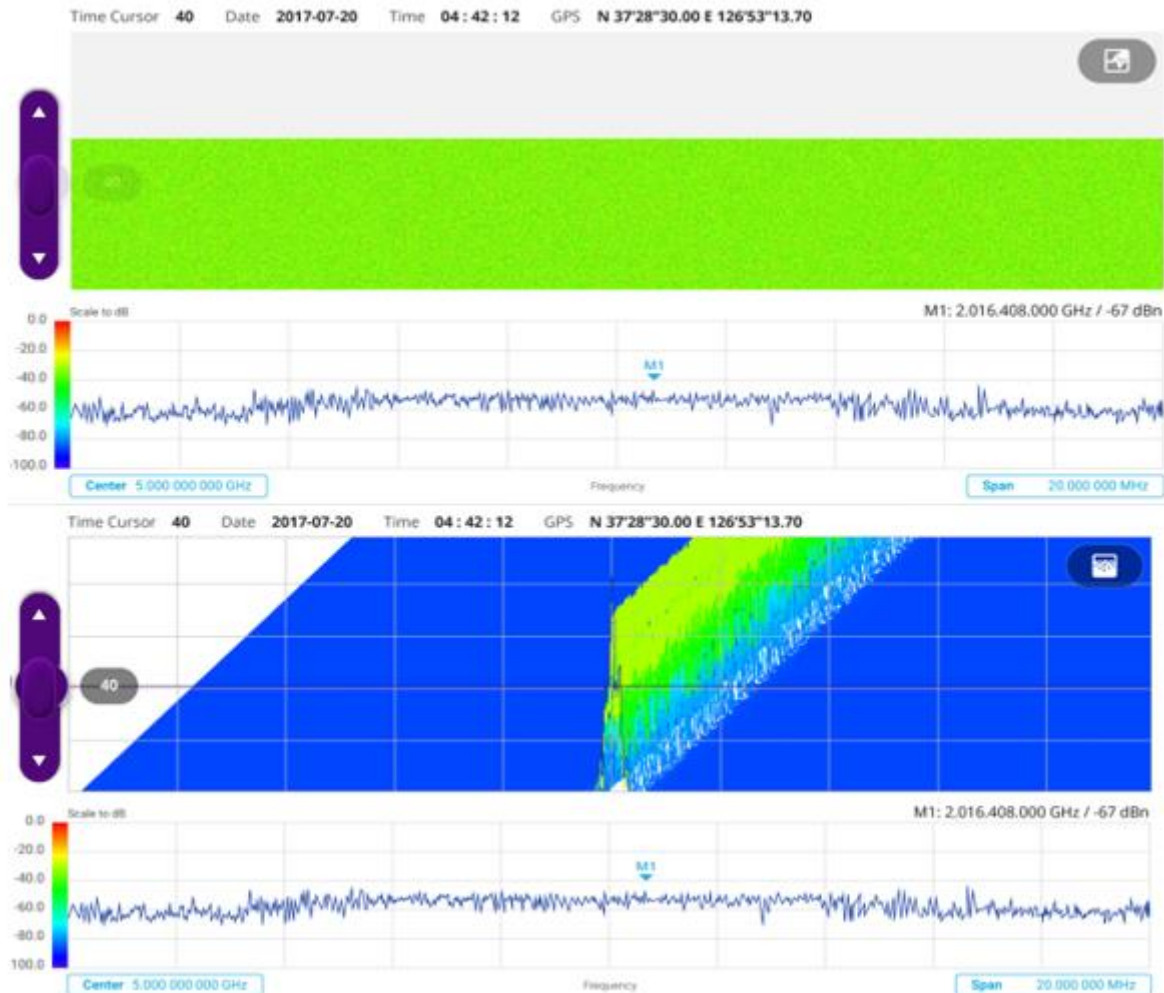 Time Cursor 40 Date 2017-07-20 Time 04 : 42 : 12 GPS N 37'28"30.00 E 126'53"13.70
Scale to dB
M1: 2.016.408.000 GHz / -67 dBn
0.0
-20.0
-40.0
-60.0
-80.0
-100.0
M1
Center 5.000 000 000 GHz
Frequency
Span 20.000 000 MHz
Time Cursor 40 Date 2017-07-20 Time 04 : 42 : 12 GPS N 37'28"30.00 E 126'53"13.70
40
Scale to dB
M1: 2.016.408.000 GHz / -67 dBn
0.0
-20.0
-40.0
-60.0
-80.0
100.0
M1
Center 5.000 000 000 GHz
Frequency
Span 20.000 000 MHz